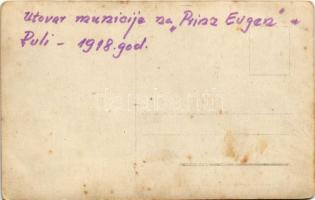 Utovar municije na „Prinz Eugen" u
Puli - 1918. god.